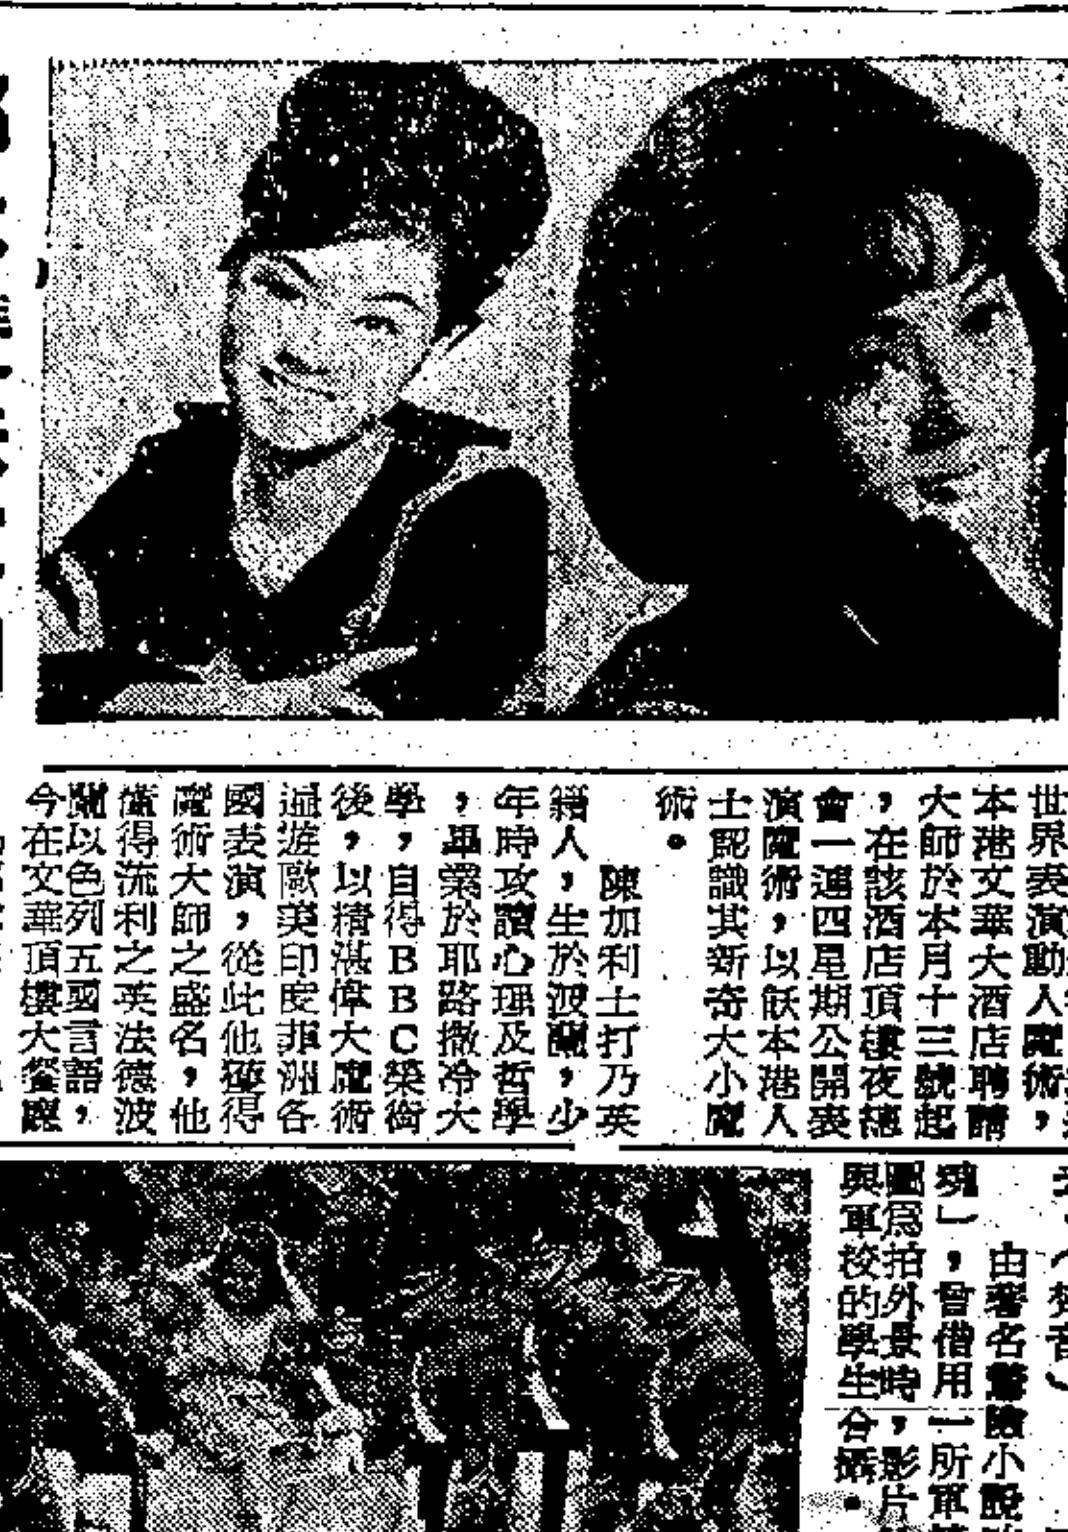 世界表演動人魔術，
本港文華大酒店聘請
大師於本月十三號起
，在該酒店頂樓夜總
會一連四星期公開表
演魔術，以飫本港人
士認識其新奇大小魔
術。
陳加利士打乃英
籍人，生於波蘭，少
年時攻讀心理及哲學
，畢業於耶路撒冷大
學，自得BBC榮銜
後，以精湛偉大魔術
遍遊歐美印度菲洲各
國表演，從此他獲得
魔術大師之盛名，他
懂得流利之英法德波
蘭以色列五國言語，
今在文華頂樓大餐廳
由著名驚險小說
塊」，曾借用一所軍
圖為拍外景時，影片
與軍校的學生合攝。